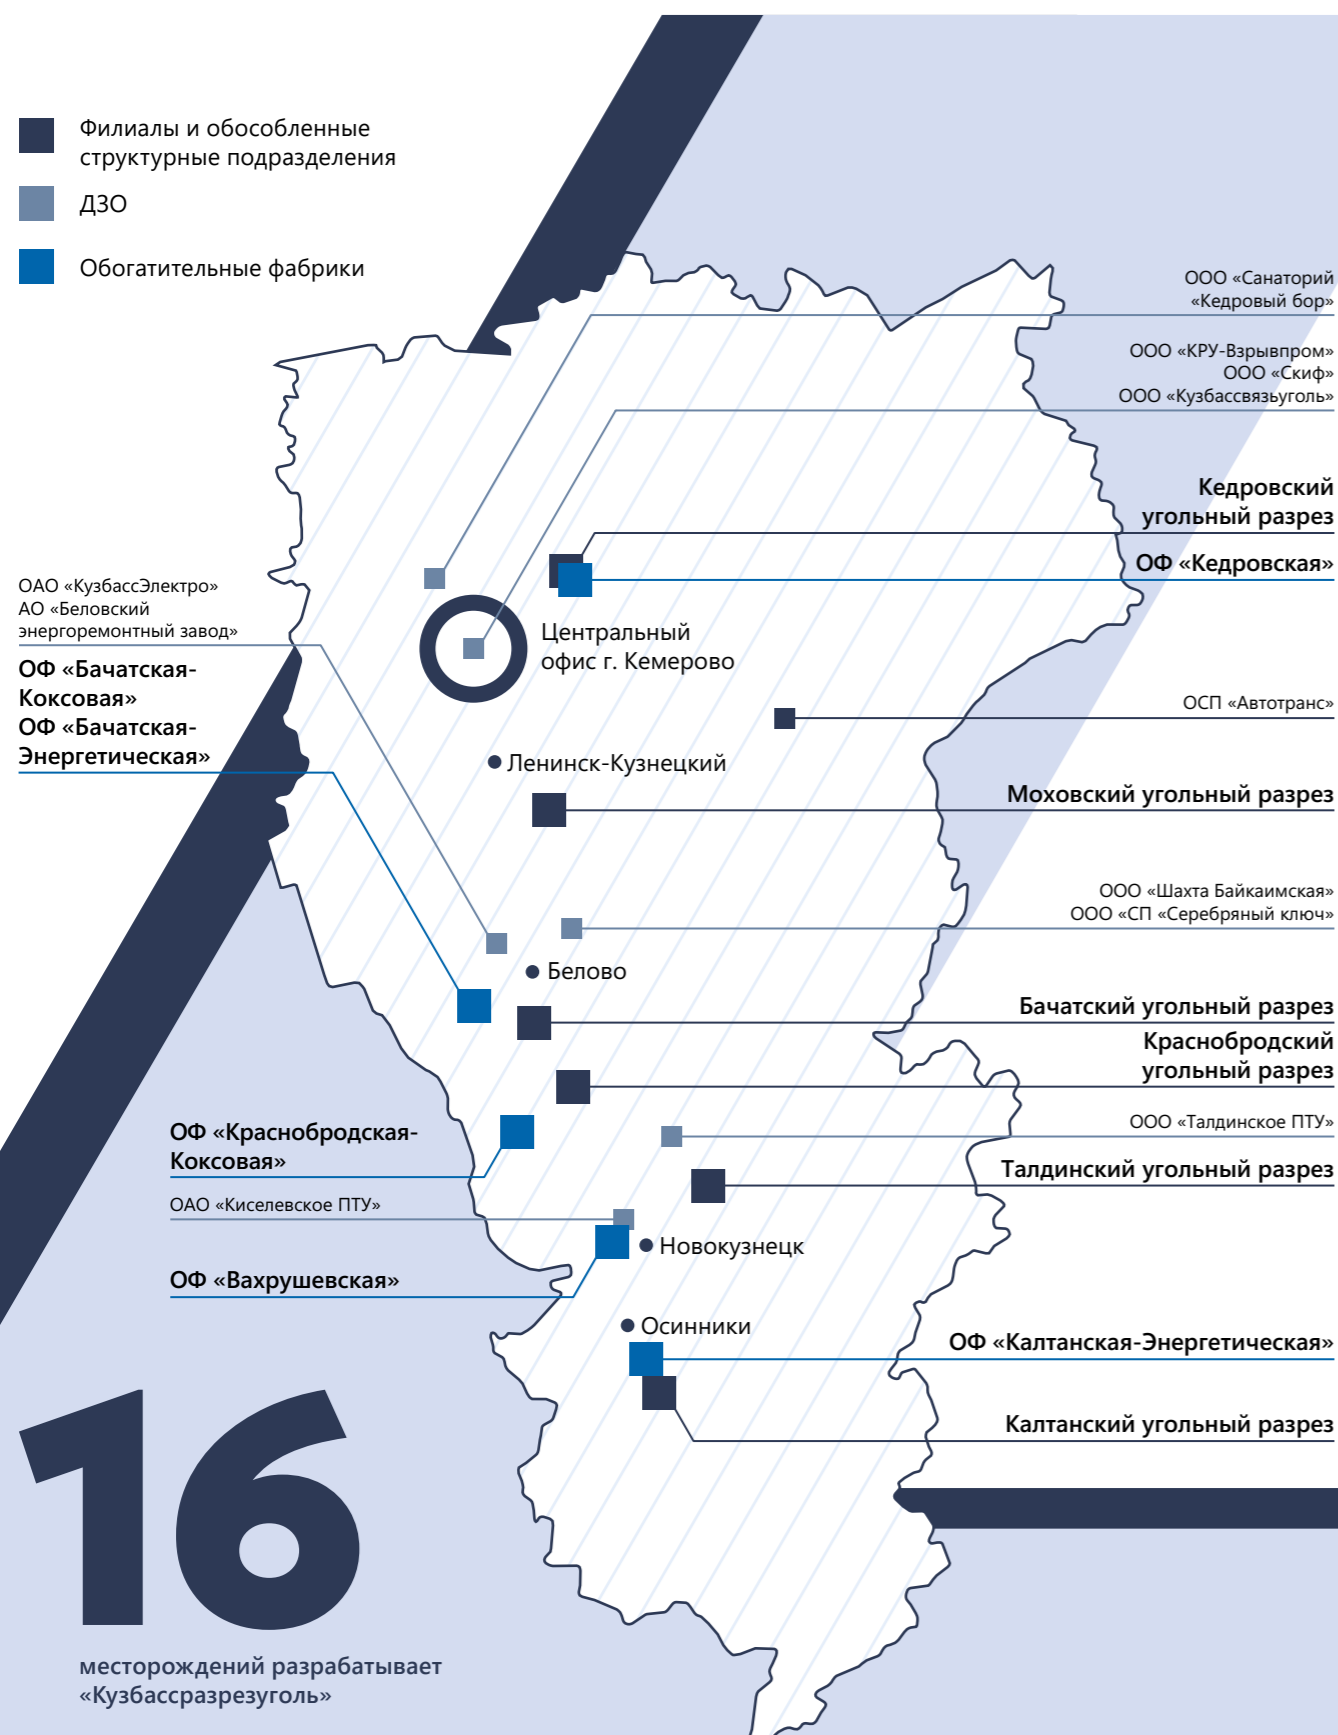 Филиалы и обособленные
структурные подразделения
ДЗО
Обогатительные фабрики
ООО «Санаторий
«Кедровый бор»
ООО «КРУ-Взрывпром»
ООО «Скиф»
ООО «Кузбассвязьуголь»
Кедровский
угольный разрез
ОФ «Кедровская»
ОАО «КузбассЭлектро»
АО «Беловский
энергоремонтный завод»
ОФ «Бачатская-
Коксовая»
ОФ «Бачатская-
Энергетическая»
Центральный
офис г. Кемерово
ОСП «Автотранс»
Ленинск-Кузнецкий
Моховский угольный разрез
ООО «Шахта Байкаимская»
ООО «СП «Серебряный ключ»
Белово
Бачатский угольный разрез
Краснобродский
угольный разрез
ООО «Талдинское ПТУ»
ОФ «Краснобродская-
Коксовая»
Талдинский угольный разрез
ОАО «Киселевское ПТУ»
Новокузнецк
ОФ «Вахрушевская»
Осинники
ОФ «Калтанская-Энергетическая»
Калтанский угольный разрез
16
месторождений разрабатывает
«Кузбассразрезуголь»